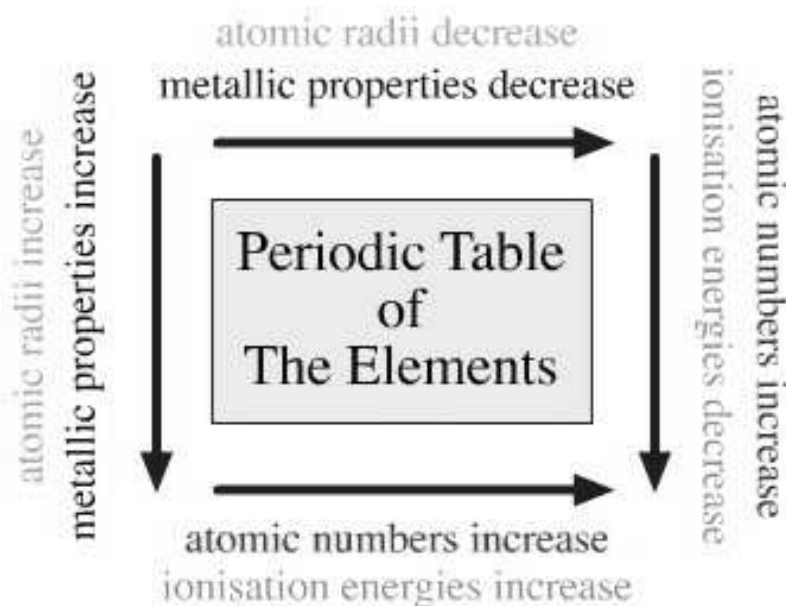 atomic radii decrease
metallic properties decrease
atomic radii increase
metallic properties increase
Periodic Table
of
The Elements
ionisation energies decrease
atomic numbers increase
atomic numbers increase
ionisation energies increase